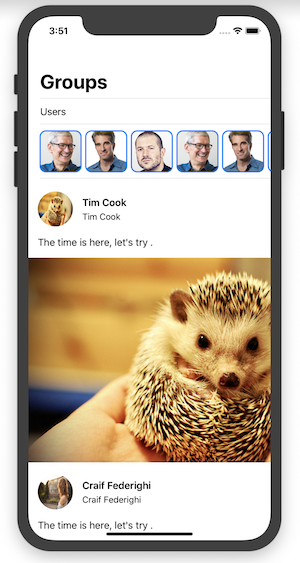 3:51
Groups
Users
Tim Cook
Tim Cook
The time is here, let's try .
Craif Federighi
Craif Federighi
The time is here, let's try .